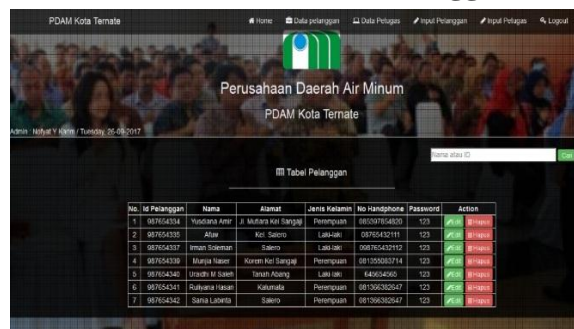 PDAM Kota Ternate Home Data pelanggan Data Petugas Input Pelanggan Input Petugas Logout
Perusahaan Daerah Air Minum
PDAM Kota Ternate
Admin : Nofyat Y Karim / Tuesday, 26-09-2017
Nama atau ID Cari
Tabel Pelanggan
No. Id Pelanggan Nama Alamat Jenis Kelamin No Handphone Password Action
1 987654334 Yusdiana Amir Jl. Mutiara Kel Sangaji Perempuan 085397854820 123 Edit Hapus
2 987654335 Afuw Kel. Salero Laki-laki 08765432111 123 Edit Hapus
3 987654337 Irman Soleman Salero Laki-laki 098765432112 123 Edit Hapus
4 987654339 Munjia Naser Korem Kel Sangaji Perempuan 081355083714 123 Edit Hapus
5 987654340 Uraidhi M Saleh Tanah Abang Laki-laki 645654565 123 Edit Hapus
6 987654341 Ruliyana Hasan Kalumata Perempuan 081366382647 123 Edit Hapus
7 987654342 Sania Labinta Salero Perempuan 081366382647 123 Edit Hapus